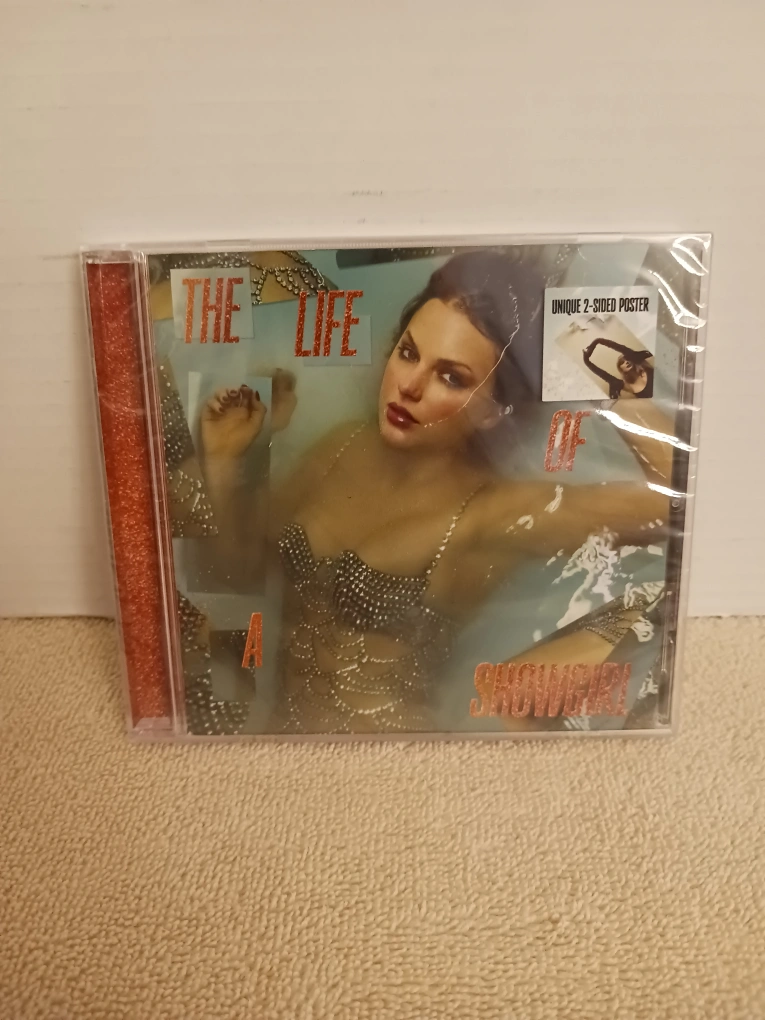 THE LIFE
UNIQUE 2-SIDED POSTER
OF
A
SHOWGIRL